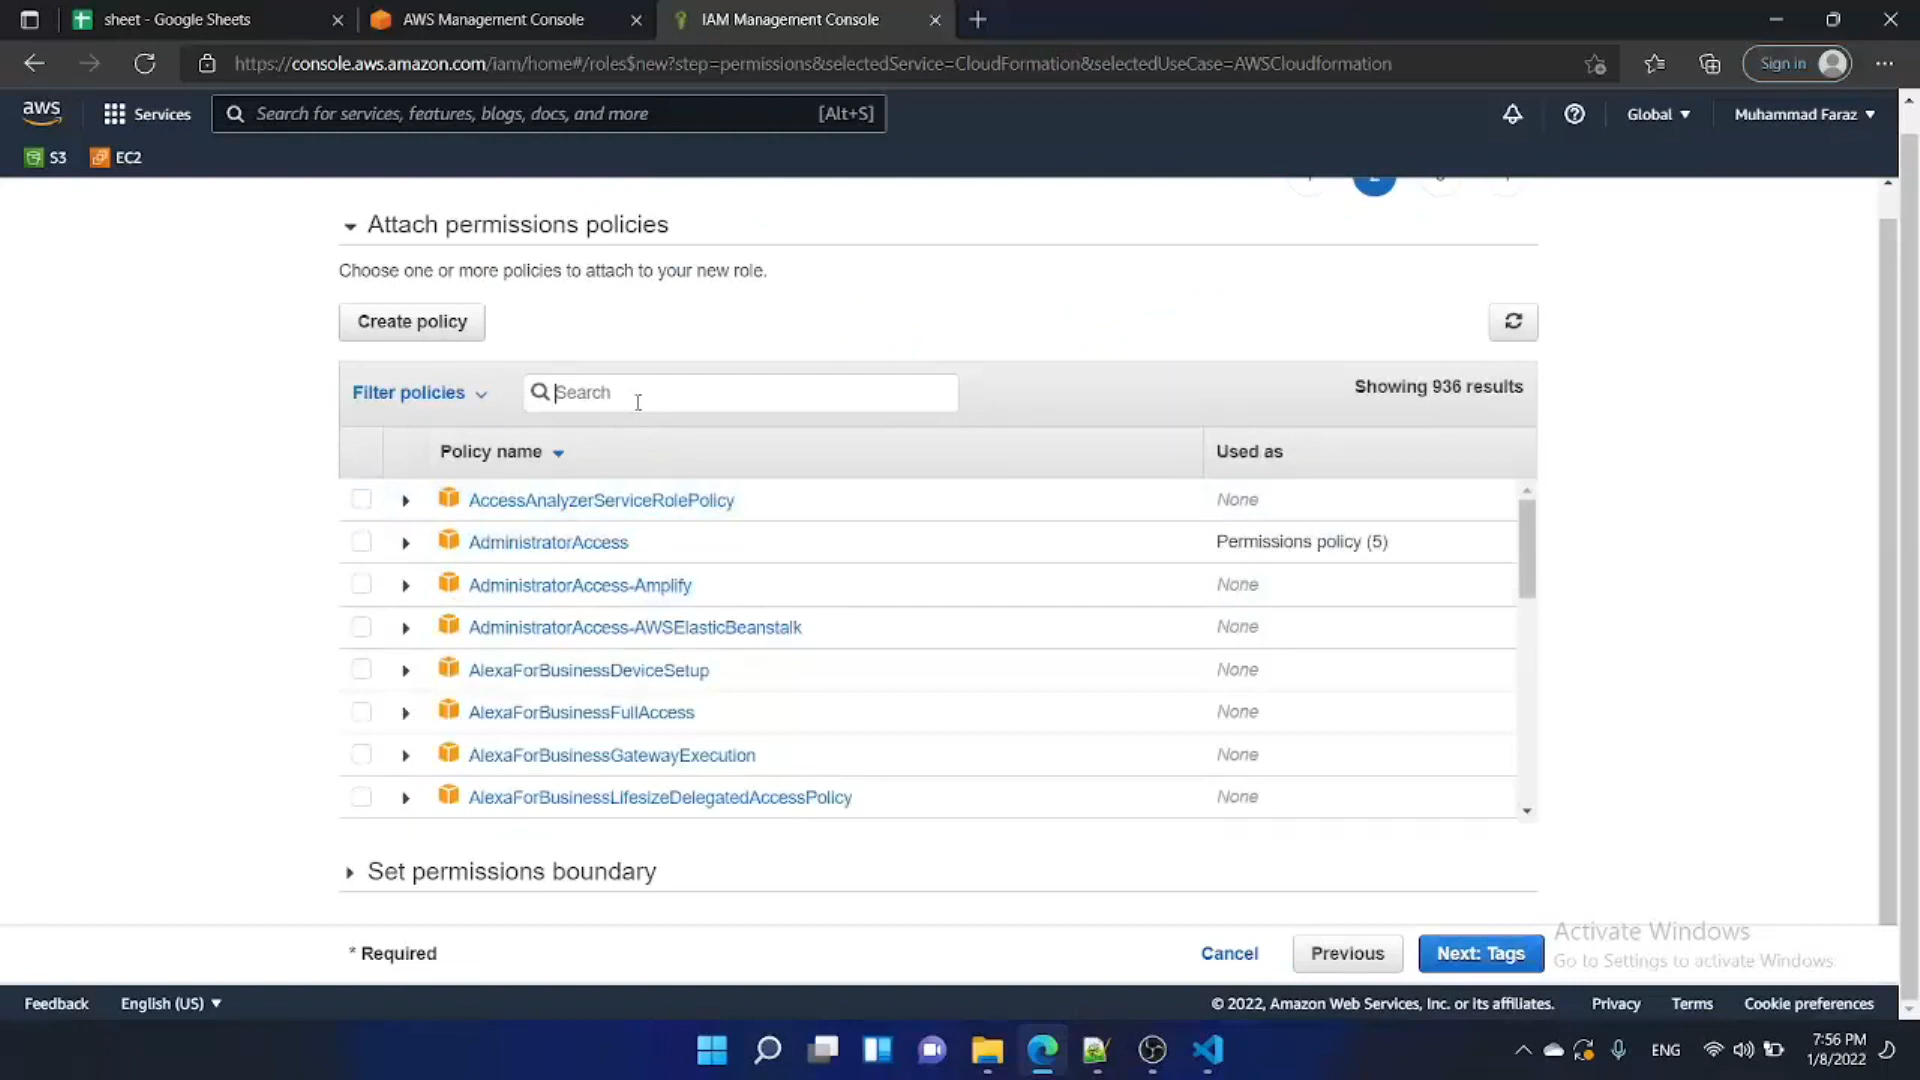 sheet - Google Sheets
AWS Management Console
IAM Management Console
https://console.aws.amazon.com/iam/home#/roles$new?step=permissions&selectedService=CloudFormation&selectedUseCase=AWSCloudformation
Sign in
aws
Services
Search for services, features, blogs, docs, and more
[Alt+S]
Global
Muhammad Faraz
S3
EC2
Attach permissions policies
Choose one or more policies to attach to your new role.
Create policy
Filter policies
Search
Showing 936 results
Policy name
Used as
AccessAnalyzerServiceRolePolicy
None
AdministratorAccess
Permissions policy (5)
AdministratorAccess-Amplify
None
AdministratorAccess-AWSElasticBeanstalk
None
AlexaForBusinessDeviceSetup
None
AlexaForBusinessFullAccess
None
AlexaForBusinessGatewayExecution
None
AlexaForBusinessLifesizeDelegatedAccessPolicy
None
Set permissions boundary
* Required
Cancel
Previous
Next: Tags
Activate Windows
Go to Settings to activate Windows.
Feedback
English (US)
© 2022, Amazon Web Services, Inc. or its affiliates.
Privacy
Terms
Cookie preferences
ENG
7:56 PM
1/8/2022